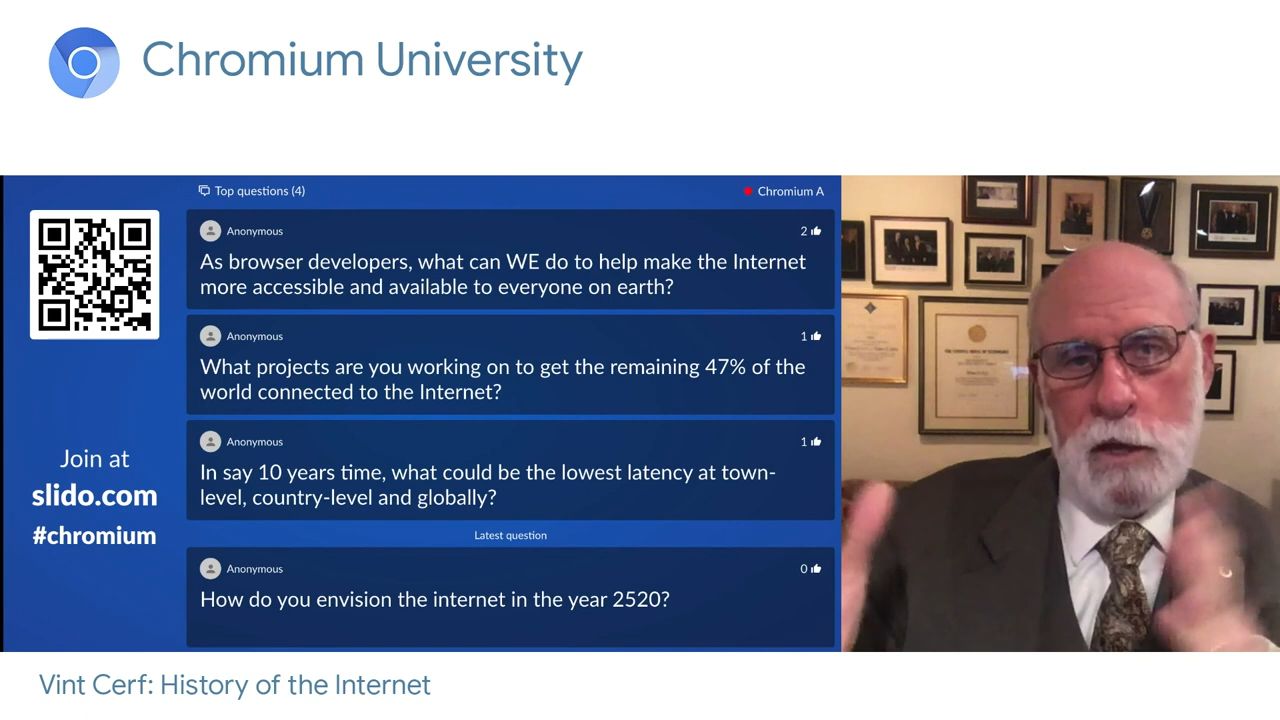 Chromium University
Top questions (4)
Chromium A
Anonymous
2
As browser developers, what can WE do to help make the Internet
more accessible and available to everyone on earth?
Anonymous
1
What projects are you working on to get the remaining 47% of the
world connected to the Internet?
Anonymous
1
In say 10 years time, what could be the lowest latency at town-
level, country-level and globally?
Latest question
Anonymous
0
How do you envision the internet in the year 2520?
Join at
slido.com
#chromium
Vint Cerf: History of the Internet